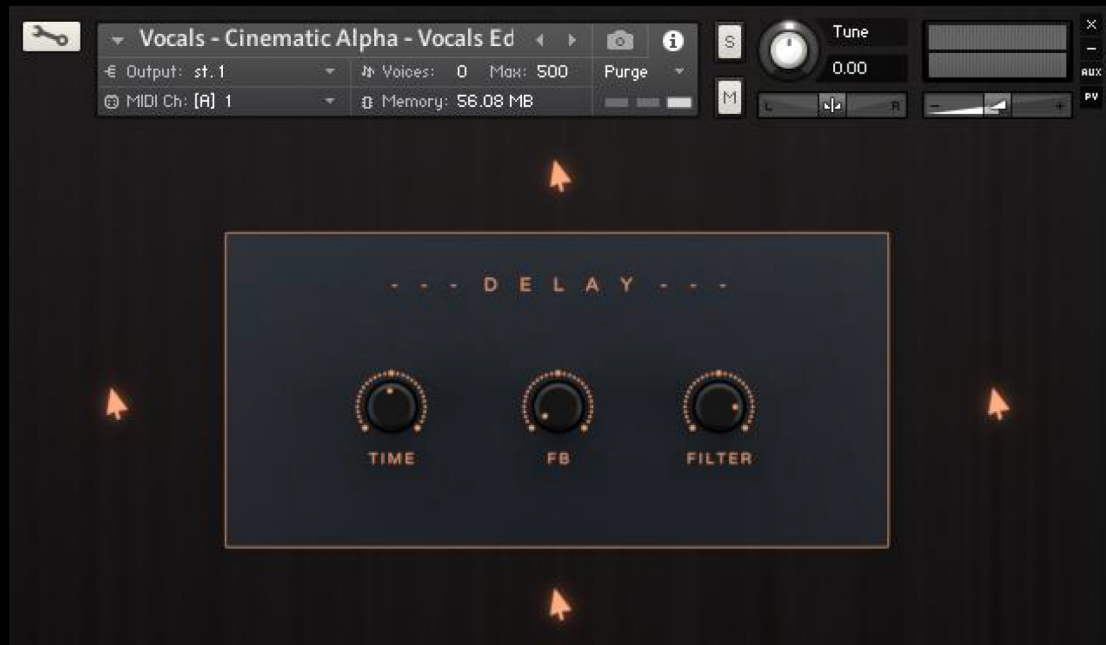 Vocals - Cinematic Alpha - Vocals Ed
Output: st. 1
Voices: 0 Max: 500
Purge
MIDI Ch: [A] 1
Memory: 56.08 MB
S
M
Tune
0.00
L R
- +
×
-
AUX
PV
- - - D E L A Y - - -
TIME FB FILTER